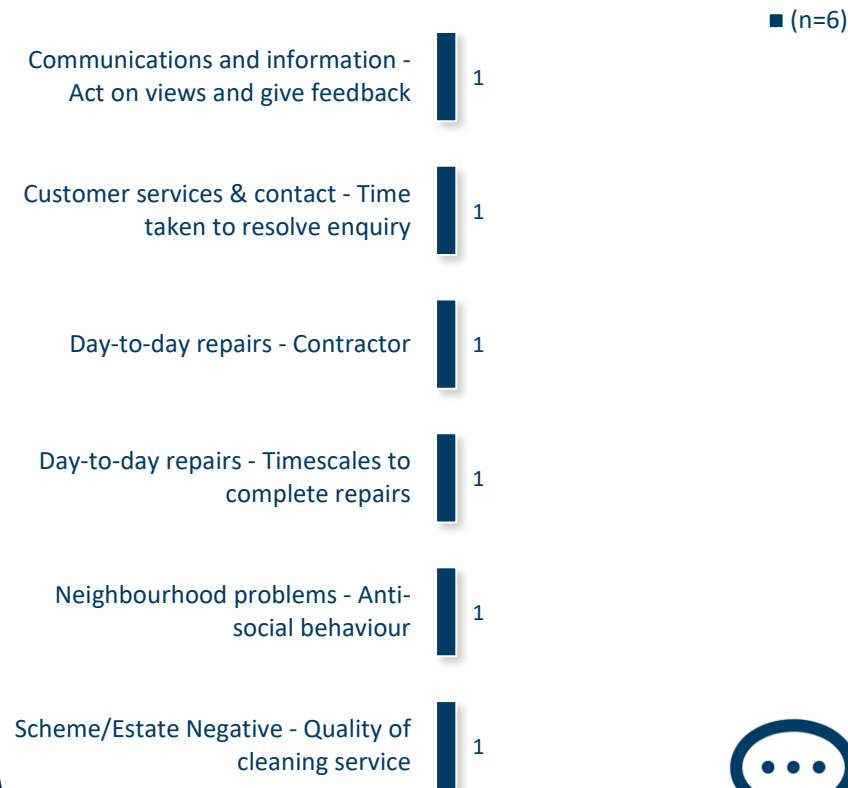 (n=6)
Communications and information -
Act on views and give feedback
1
Customer services & contact - Time
taken to resolve enquiry
1
Day-to-day repairs - Contractor
1
Day-to-day repairs - Timescales to
complete repairs
1
Neighbourhood problems - Anti-
social behaviour
1
Scheme/Estate Negative - Quality of
cleaning service
1